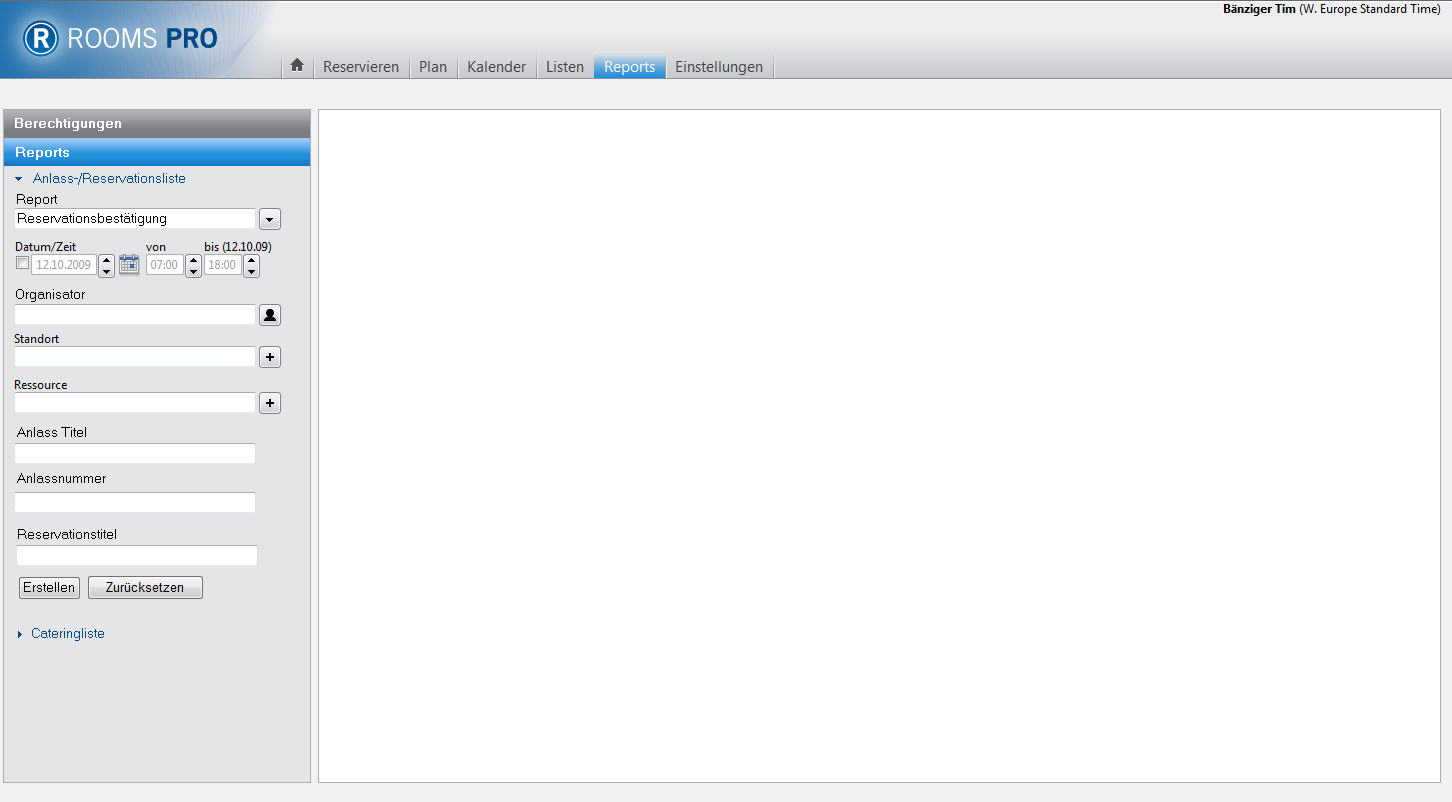 Bänziger Tim (W. Europe Standard Time)
R ROOMS PRO
Reservieren Plan Kalender Listen Reports Einstellungen
Berechtigungen
Reports
Anlass-/Reservationsliste
Report
Reservationsbestätigung
Datum/Zeit von bis (12.10.09)
12.10.2009 07:00 18:00
Organisator
Standort
Ressource
Anlass Titel
Anlassnummer
Reservationstitel
Erstellen Zurücksetzen
Cateringliste